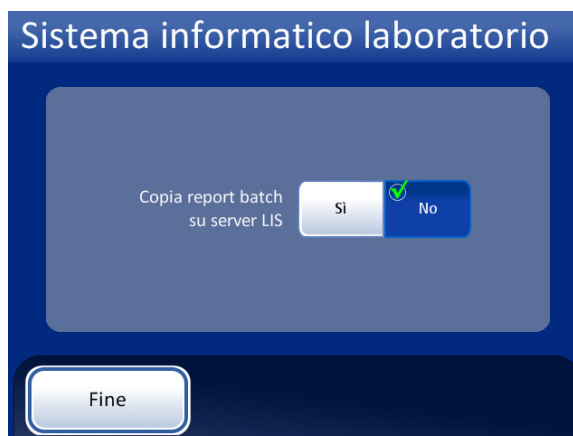 Sistema informatico laboratorio
Copia report batch
su server LIS
Sì
No
Fine